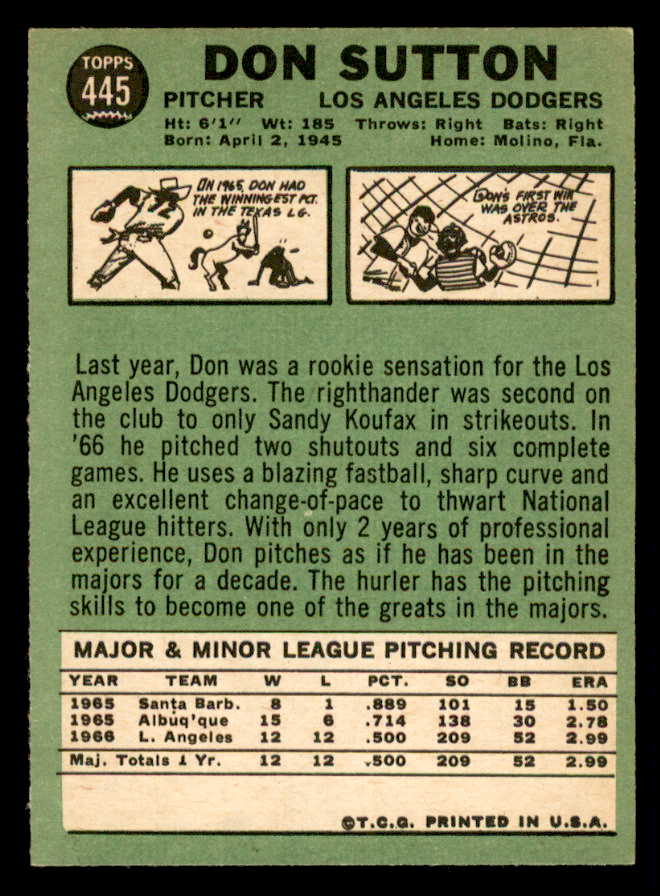 TOPPS
445
DON SUTTON
PITCHER LOS ANGELES DODGERS
Ht: 6'1" Wt: 185 Throws: Right Bats: Right
Born: April 2, 1945 Home: Molino, Fla.
IN 1965, DON HAD
THE WINNINGEST PCT.
IN THE TEXAS LG.
DON'S FIRST WIN
WAS OVER THE
ASTROS.
Last year, Don was a rookie sensation for the Los
Angeles Dodgers. The righthander was second on
the club to only Sandy Koufax in strikeouts. In
'66 he pitched two shutouts and six complete
games. He uses a blazing fastball, sharp curve and
an excellent change-of-pace to thwart National
League hitters. With only 2 years of professional
experience, Don pitches as if he has been in the
majors for a decade. The hurler has the pitching
skills to become one of the greats in the majors.
MAJOR & MINOR LEAGUE PITCHING RECORD
YEAR TEAM W L PCT. SO BB ERA
1965 Santa Barb. 8 1 .889 101 15 1.50
1965 Albuq'que 15 6 .714 138 30 2.78
1966 L. Angeles 12 12 .500 209 52 2.99
Maj. Totals 1 Yr. 12 12 .500 209 52 2.99
©T.C.G. PRINTED IN U.S.A.